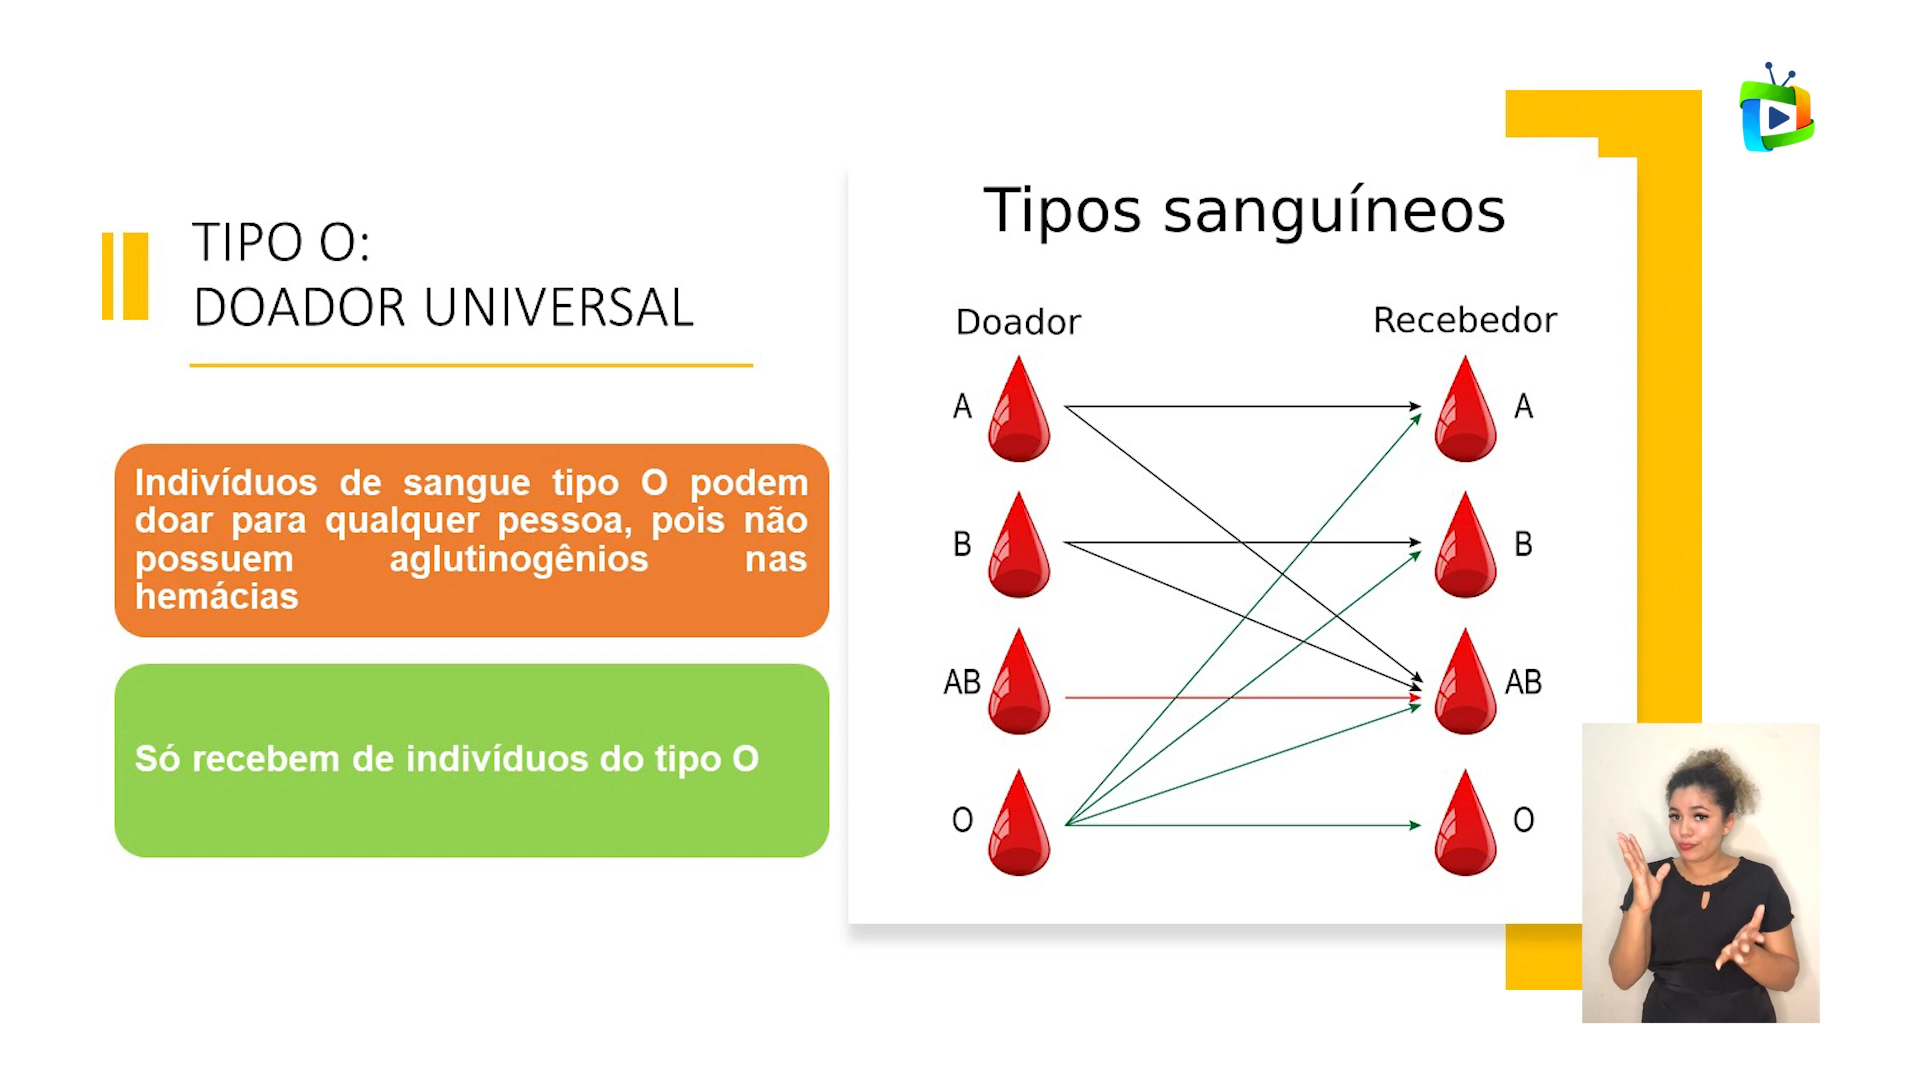 TIPO O:
DOADOR UNIVERSAL
Indivíduos de sangue tipo O podem
doar para qualquer pessoa, pois não
possuem aglutinogênios nas
hemácias
Só recebem de indivíduos do tipo O
Tipos sanguíneos
Doador Recebedor
A A
B B
AB AB
O O